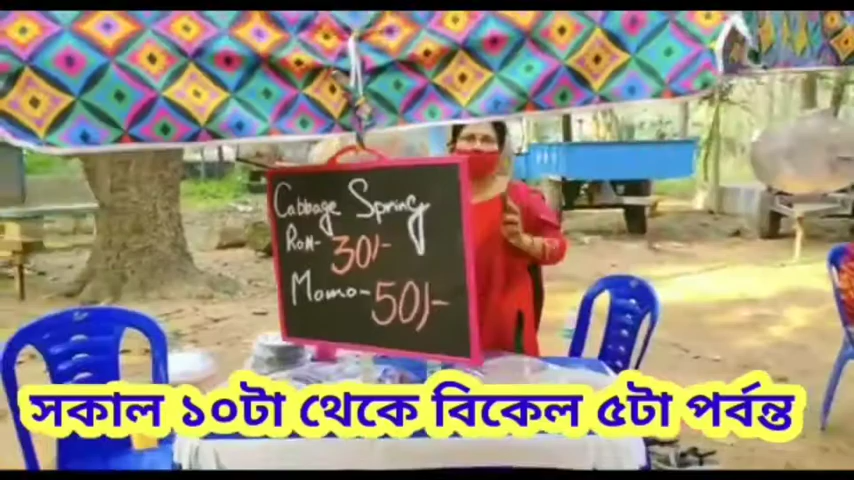 Cabbage Spring
Roll- 30/-
Momo- 50/-
সকাল ১০টা থেকে বিকেল ৫টা পর্যন্ত